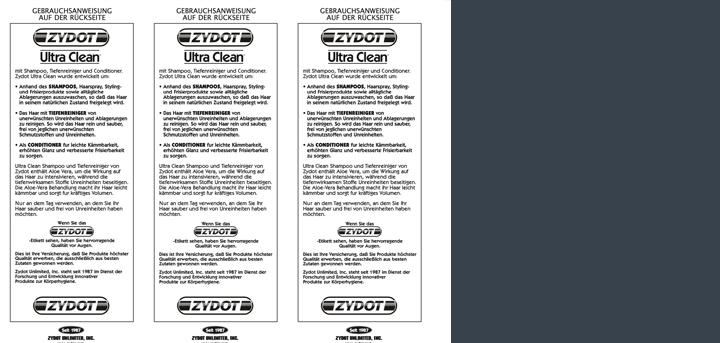 GEBRAUCHSANWEISUNG
AUF DER RÜCKSEITE
ZYDOT
Ultra Clean
mit Shampoo, Tiefenreiniger und Conditioner.
Zydot Ultra Clean wurde entwickelt um:
• Anhand des SHAMPOOS, Haarspray, Styling-
und Frisierprodukte sowie alltägliche
Ablagerungen auszuwaschen, so daß das Haar
in seinem natürlichen Zustand freigelegt wird.
• Das Haar mit TIEFENREINIGER von
unerwünschten Unreinheiten und Ablagerungen
zu reinigen. So wird das Haar rein und sauber,
frei von jeglichen unerwünschten
Schmutzstoffen und Unreinheiten.
• Als CONDITIONER fur leichte Kämmbarkeit,
erhöhten Glanz und verbesserte Frisierbarkeit
zu sorgen.
Ultra Clean Shampoo und Tiefenreiniger von
Zydot enthält Aloe Vera, um die Wirkung auf
das Haar zu intensivieren, während die
tiefenwirksamen Stoffe Unreinheiten beseitigen.
Die Aloe-Vera Behandlung macht Ihr Haar leicht
kämmbar und sorgt fur kräftiges Volumen.
Nur an dem Tag verwenden, an dem Sie Ihr
Haar sauber und frei von Unreinheiten haben
möchten.
Wenn Sie das
ZYDOT
-Etikett sehen, haben Sie hervorragende
Qualität vor Augen.
Dies ist Ihre Versicherung, daß Sie Produkte höchster
Qualität erwerben, die ausschließlich aus besten
Zutaten gewonnen werden.
Zydot Unlimited, Inc. steht seit 1987 im Dienst der
Forschung und Entwicklung innovativer
Produkte zur Körperhygiene.
ZYDOT
Seit 1987
ZYDOT UNLIMITED, INC.
GEBRAUCHSANWEISUNG
AUF DER RÜCKSEITE
ZYDOT
Ultra Clean
mit Shampoo, Tiefenreiniger und Conditioner.
Zydot Ultra Clean wurde entwickelt um:
• Anhand des SHAMPOOS, Haarspray, Styling-
und Frisierprodukte sowie alltägliche
Ablagerungen auszuwaschen, so daß das Haar
in seinem natürlichen Zustand freigelegt wird.
• Das Haar mit TIEFENREINIGER von
unerwünschten Unreinheiten und Ablagerungen
zu reinigen. So wird das Haar rein und sauber,
frei von jeglichen unerwünschten
Schmutzstoffen und Unreinheiten.
• Als CONDITIONER fur leichte Kämmbarkeit,
erhöhten Glanz und verbesserte Frisierbarkeit
zu sorgen.
Ultra Clean Shampoo und Tiefenreiniger von
Zydot enthält Aloe Vera, um die Wirkung auf
das Haar zu intensivieren, während die
tiefenwirksamen Stoffe Unreinheiten beseitigen.
Die Aloe-Vera Behandlung macht Ihr Haar leicht
kämmbar und sorgt fur kräftiges Volumen.
Nur an dem Tag verwenden, an dem Sie Ihr
Haar sauber und frei von Unreinheiten haben
möchten.
Wenn Sie das
ZYDOT
-Etikett sehen, haben Sie hervorragende
Qualität vor Augen.
Dies ist Ihre Versicherung, daß Sie Produkte höchster
Qualität erwerben, die ausschließlich aus besten
Zutaten gewonnen werden.
Zydot Unlimited, Inc. steht seit 1987 im Dienst der
Forschung und Entwicklung innovativer
Produkte zur Körperhygiene.
ZYDOT
Seit 1987
ZYDOT UNLIMITED, INC.
GEBRAUCHSANWEISUNG
AUF DER RÜCKSEITE
ZYDOT
Ultra Clean
mit Shampoo, Tiefenreiniger und Conditioner.
Zydot Ultra Clean wurde entwickelt um:
• Anhand des SHAMPOOS, Haarspray, Styling-
und Frisierprodukte sowie alltägliche
Ablagerungen auszuwaschen, so daß das Haar
in seinem natürlichen Zustand freigelegt wird.
• Das Haar mit TIEFENREINIGER von
unerwünschten Unreinheiten und Ablagerungen
zu reinigen. So wird das Haar rein und sauber,
frei von jeglichen unerwünschten
Schmutzstoffen und Unreinheiten.
• Als CONDITIONER fur leichte Kämmbarkeit,
erhöhten Glanz und verbesserte Frisierbarkeit
zu sorgen.
Ultra Clean Shampoo und Tiefenreiniger von
Zydot enthält Aloe Vera, um die Wirkung auf
das Haar zu intensivieren, während die
tiefenwirksamen Stoffe Unreinheiten beseitigen.
Die Aloe-Vera Behandlung macht Ihr Haar leicht
kämmbar und sorgt fur kräftiges Volumen.
Nur an dem Tag verwenden, an dem Sie Ihr
Haar sauber und frei von Unreinheiten haben
möchten.
Wenn Sie das
ZYDOT
-Etikett sehen, haben Sie hervorragende
Qualität vor Augen.
Dies ist Ihre Versicherung, daß Sie Produkte höchster
Qualität erwerben, die ausschließlich aus besten
Zutaten gewonnen werden.
Zydot Unlimited, Inc. steht seit 1987 im Dienst der
Forschung und Entwicklung innovativer
Produkte zur Körperhygiene.
ZYDOT
Seit 1987
ZYDOT UNLIMITED, INC.